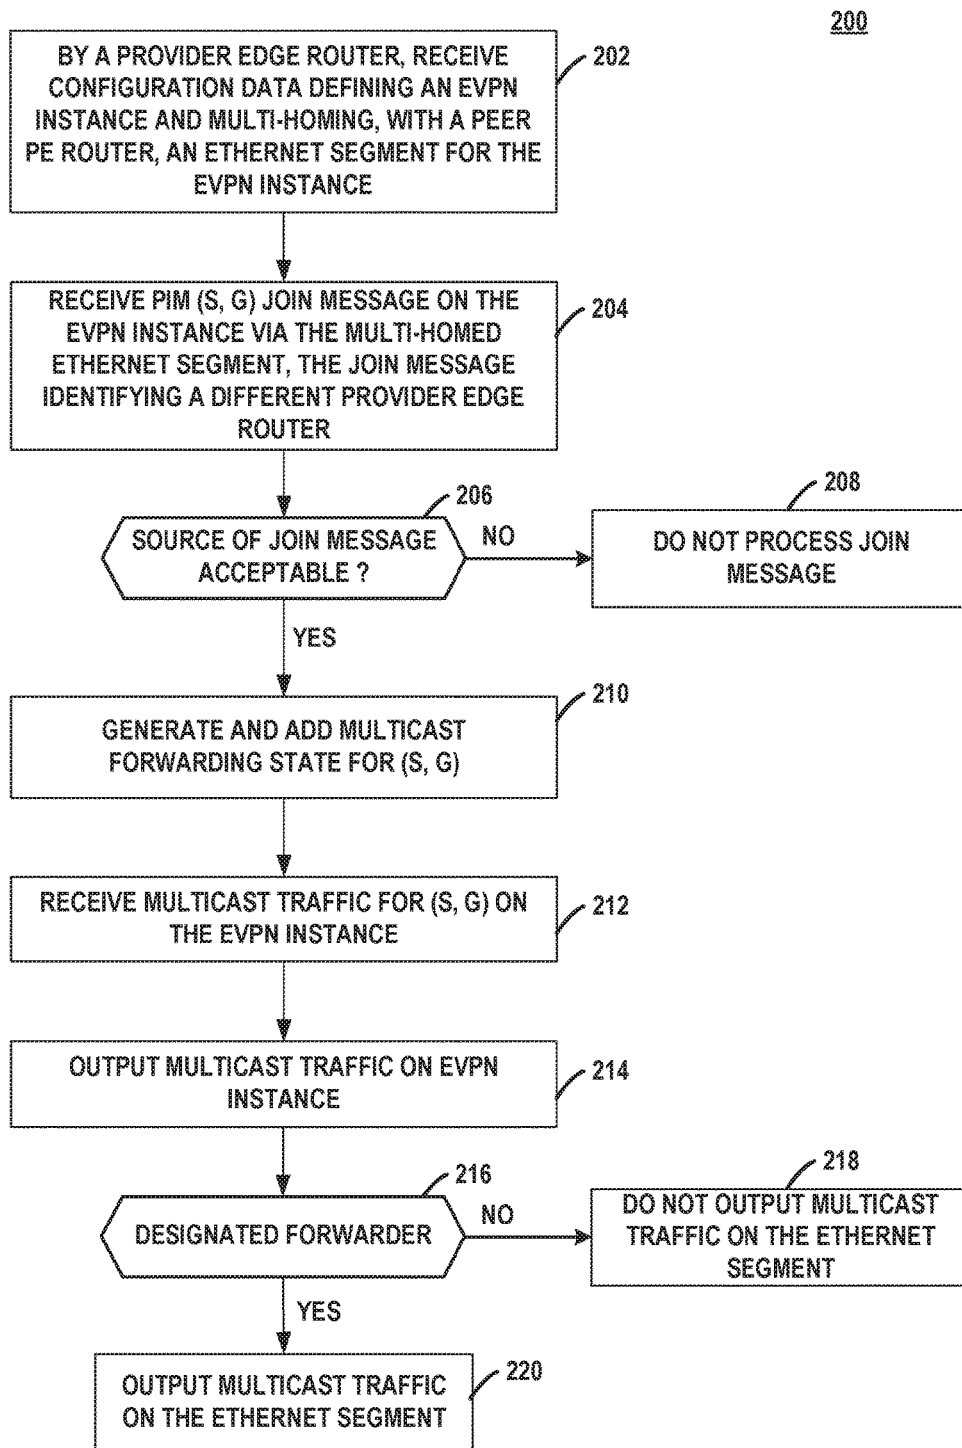 200
BY A PROVIDER EDGE ROUTER, RECEIVE
CONFIGURATION DATA DEFINING AN EVPN
INSTANCE AND MULTI-HOMING, WITH A PEER
PE ROUTER, AN ETHERNET SEGMENT FOR THE
EVPN INSTANCE
202
RECEIVE PIM (S, G) JOIN MESSAGE ON THE
EVPN INSTANCE VIA THE MULTI-HOMED
ETHERNET SEGMENT, THE JOIN MESSAGE
IDENTIFYING A DIFFERENT PROVIDER EDGE
ROUTER
204
206
SOURCE OF JOIN MESSAGE
ACCEPTABLE ?
NO
208
DO NOT PROCESS JOIN
MESSAGE
YES
210
GENERATE AND ADD MULTICAST
FORWARDING STATE FOR (S, G)
RECEIVE MULTICAST TRAFFIC FOR (S, G) ON
THE EVPN INSTANCE
212
OUTPUT MULTICAST TRAFFIC ON EVPN
INSTANCE
214
216
DESIGNATED FORWARDER
NO
218
DO NOT OUTPUT MULTICAST
TRAFFIC ON THE ETHERNET
SEGMENT
YES
220
OUTPUT MULTICAST TRAFFIC
ON THE ETHERNET SEGMENT